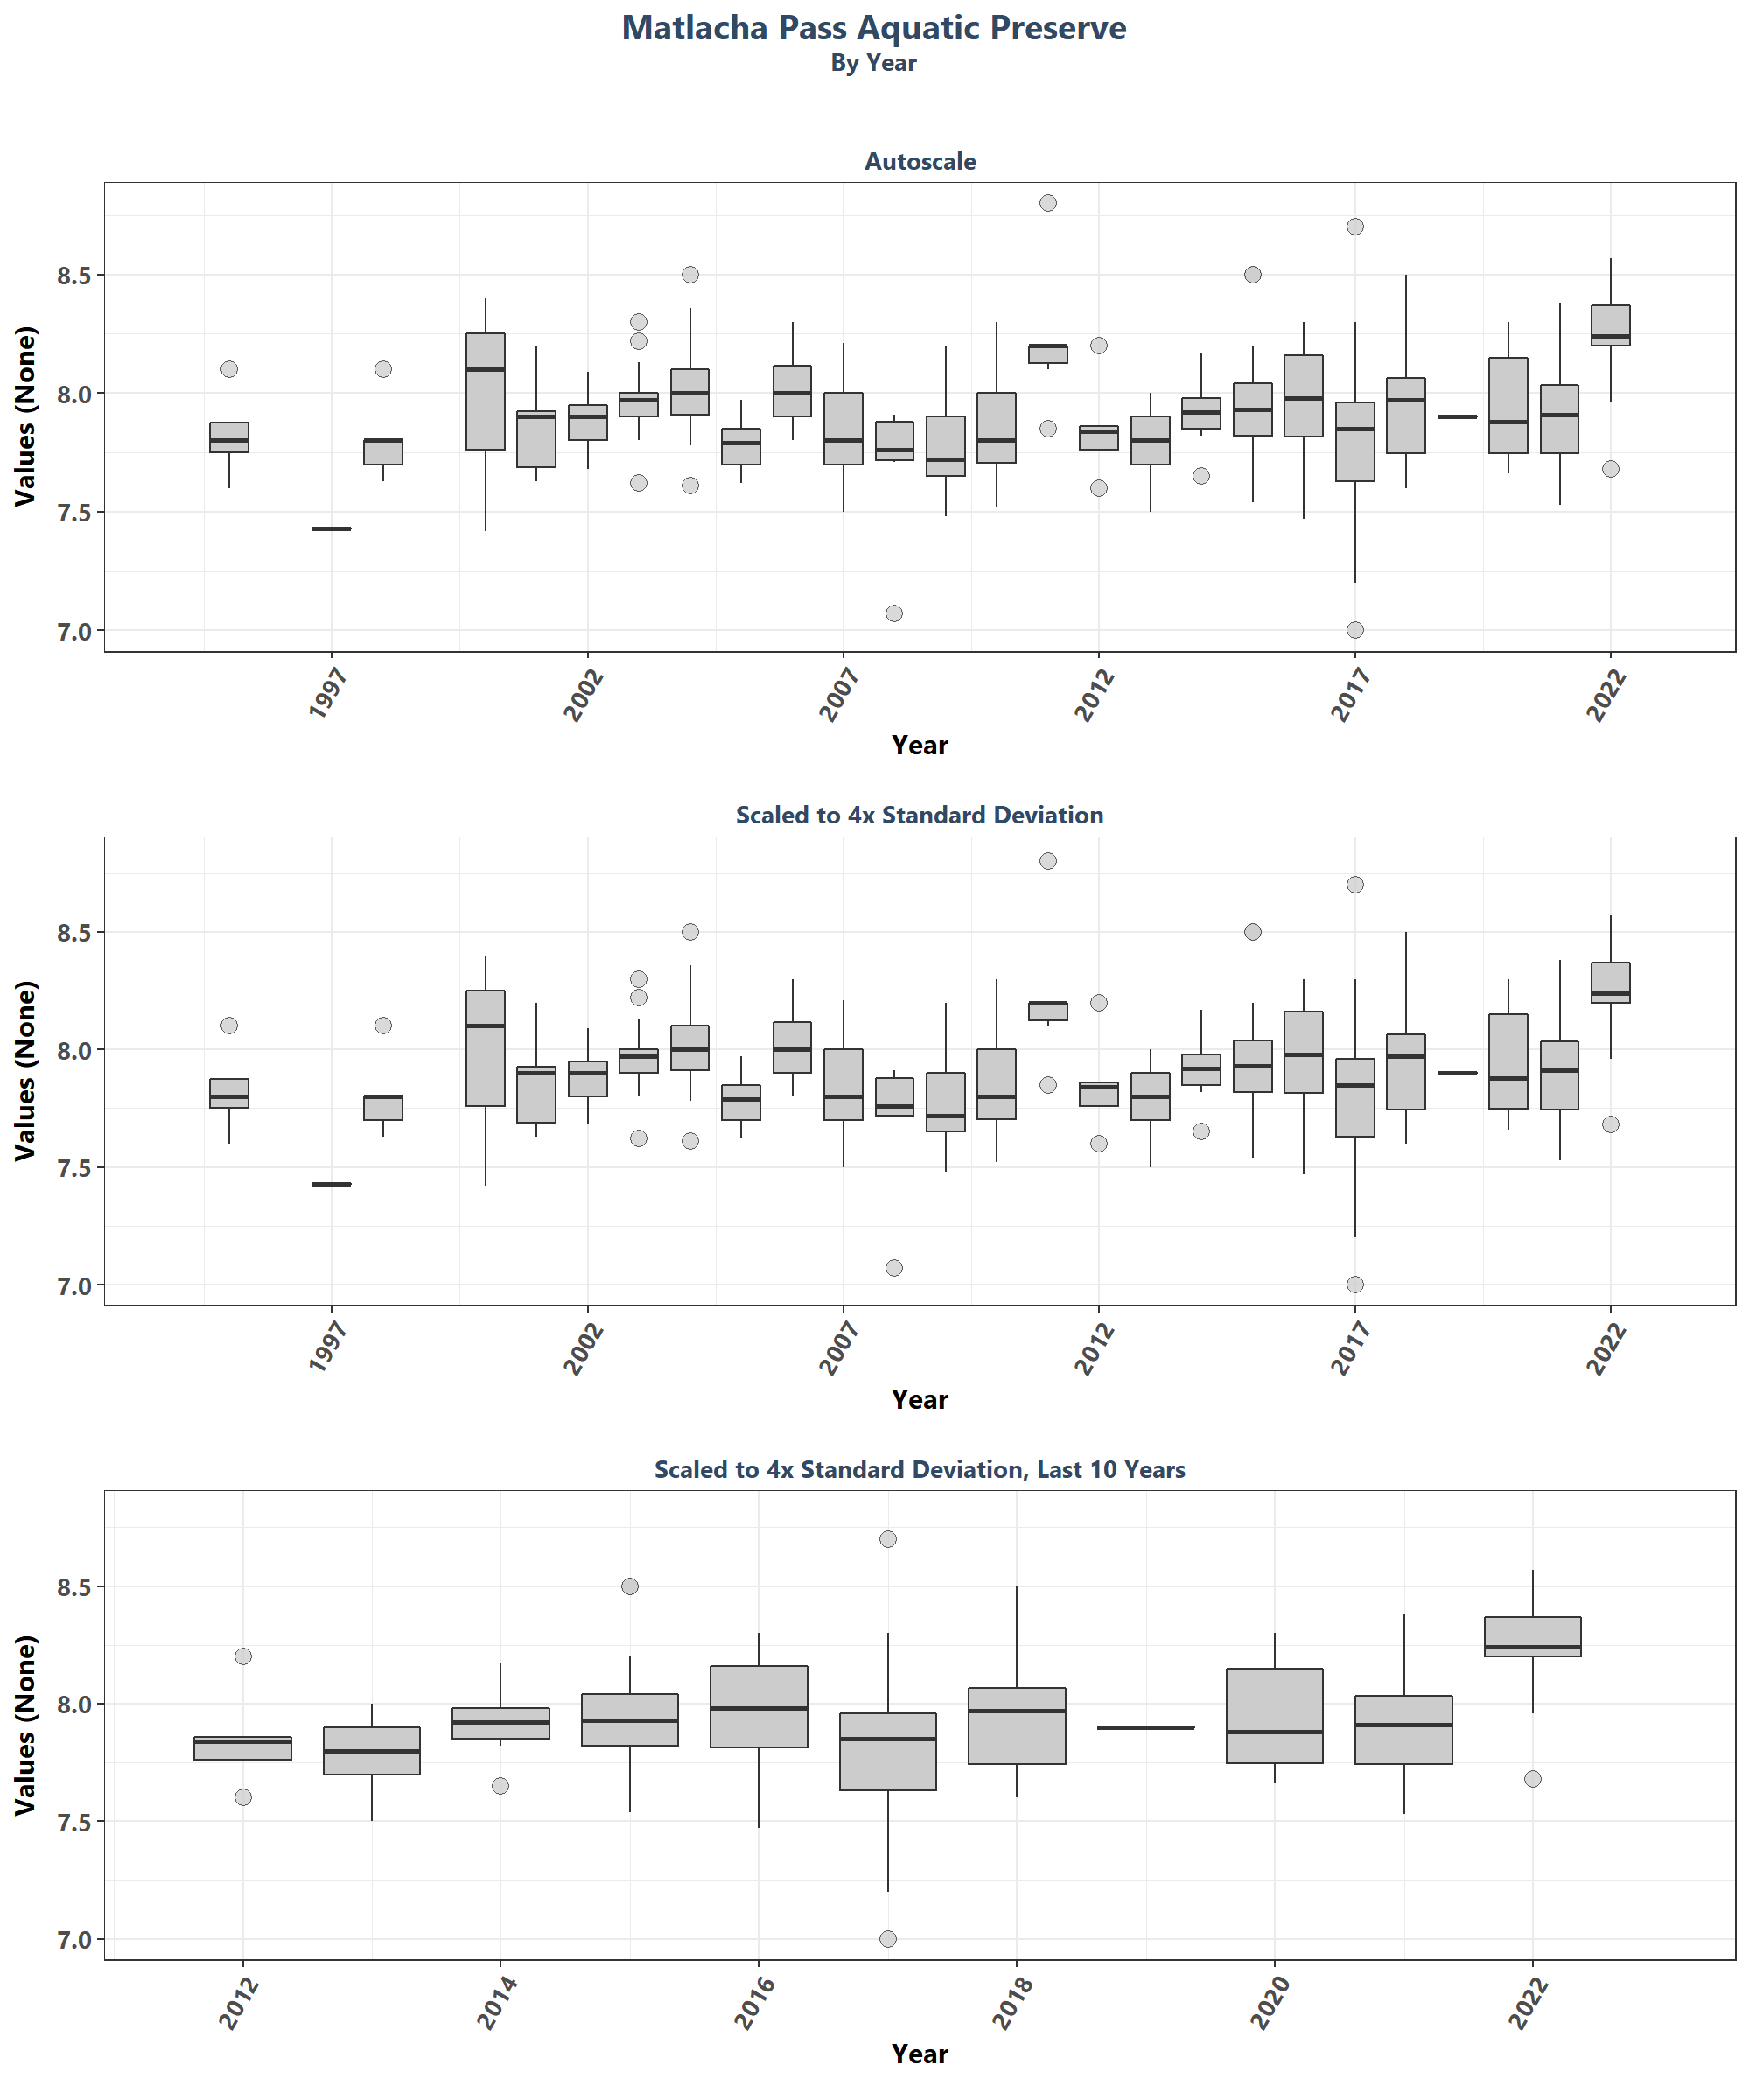 Matlacha Pass Aquatic Preserve
By Year
Autoscale
Values (None)
8.5
8.0
7.5
7.0
1997
2002
2007
2012
2017
2022
Year
Scaled to 4x Standard Deviation
Values (None)
8.5
8.0
7.5
7.0
1997
2002
2007
2012
2017
2022
Year
Scaled to 4x Standard Deviation, Last 10 Years
Values (None)
8.5
8.0
7.5
7.0
2012
2014
2016
2018
2020
2022
Year